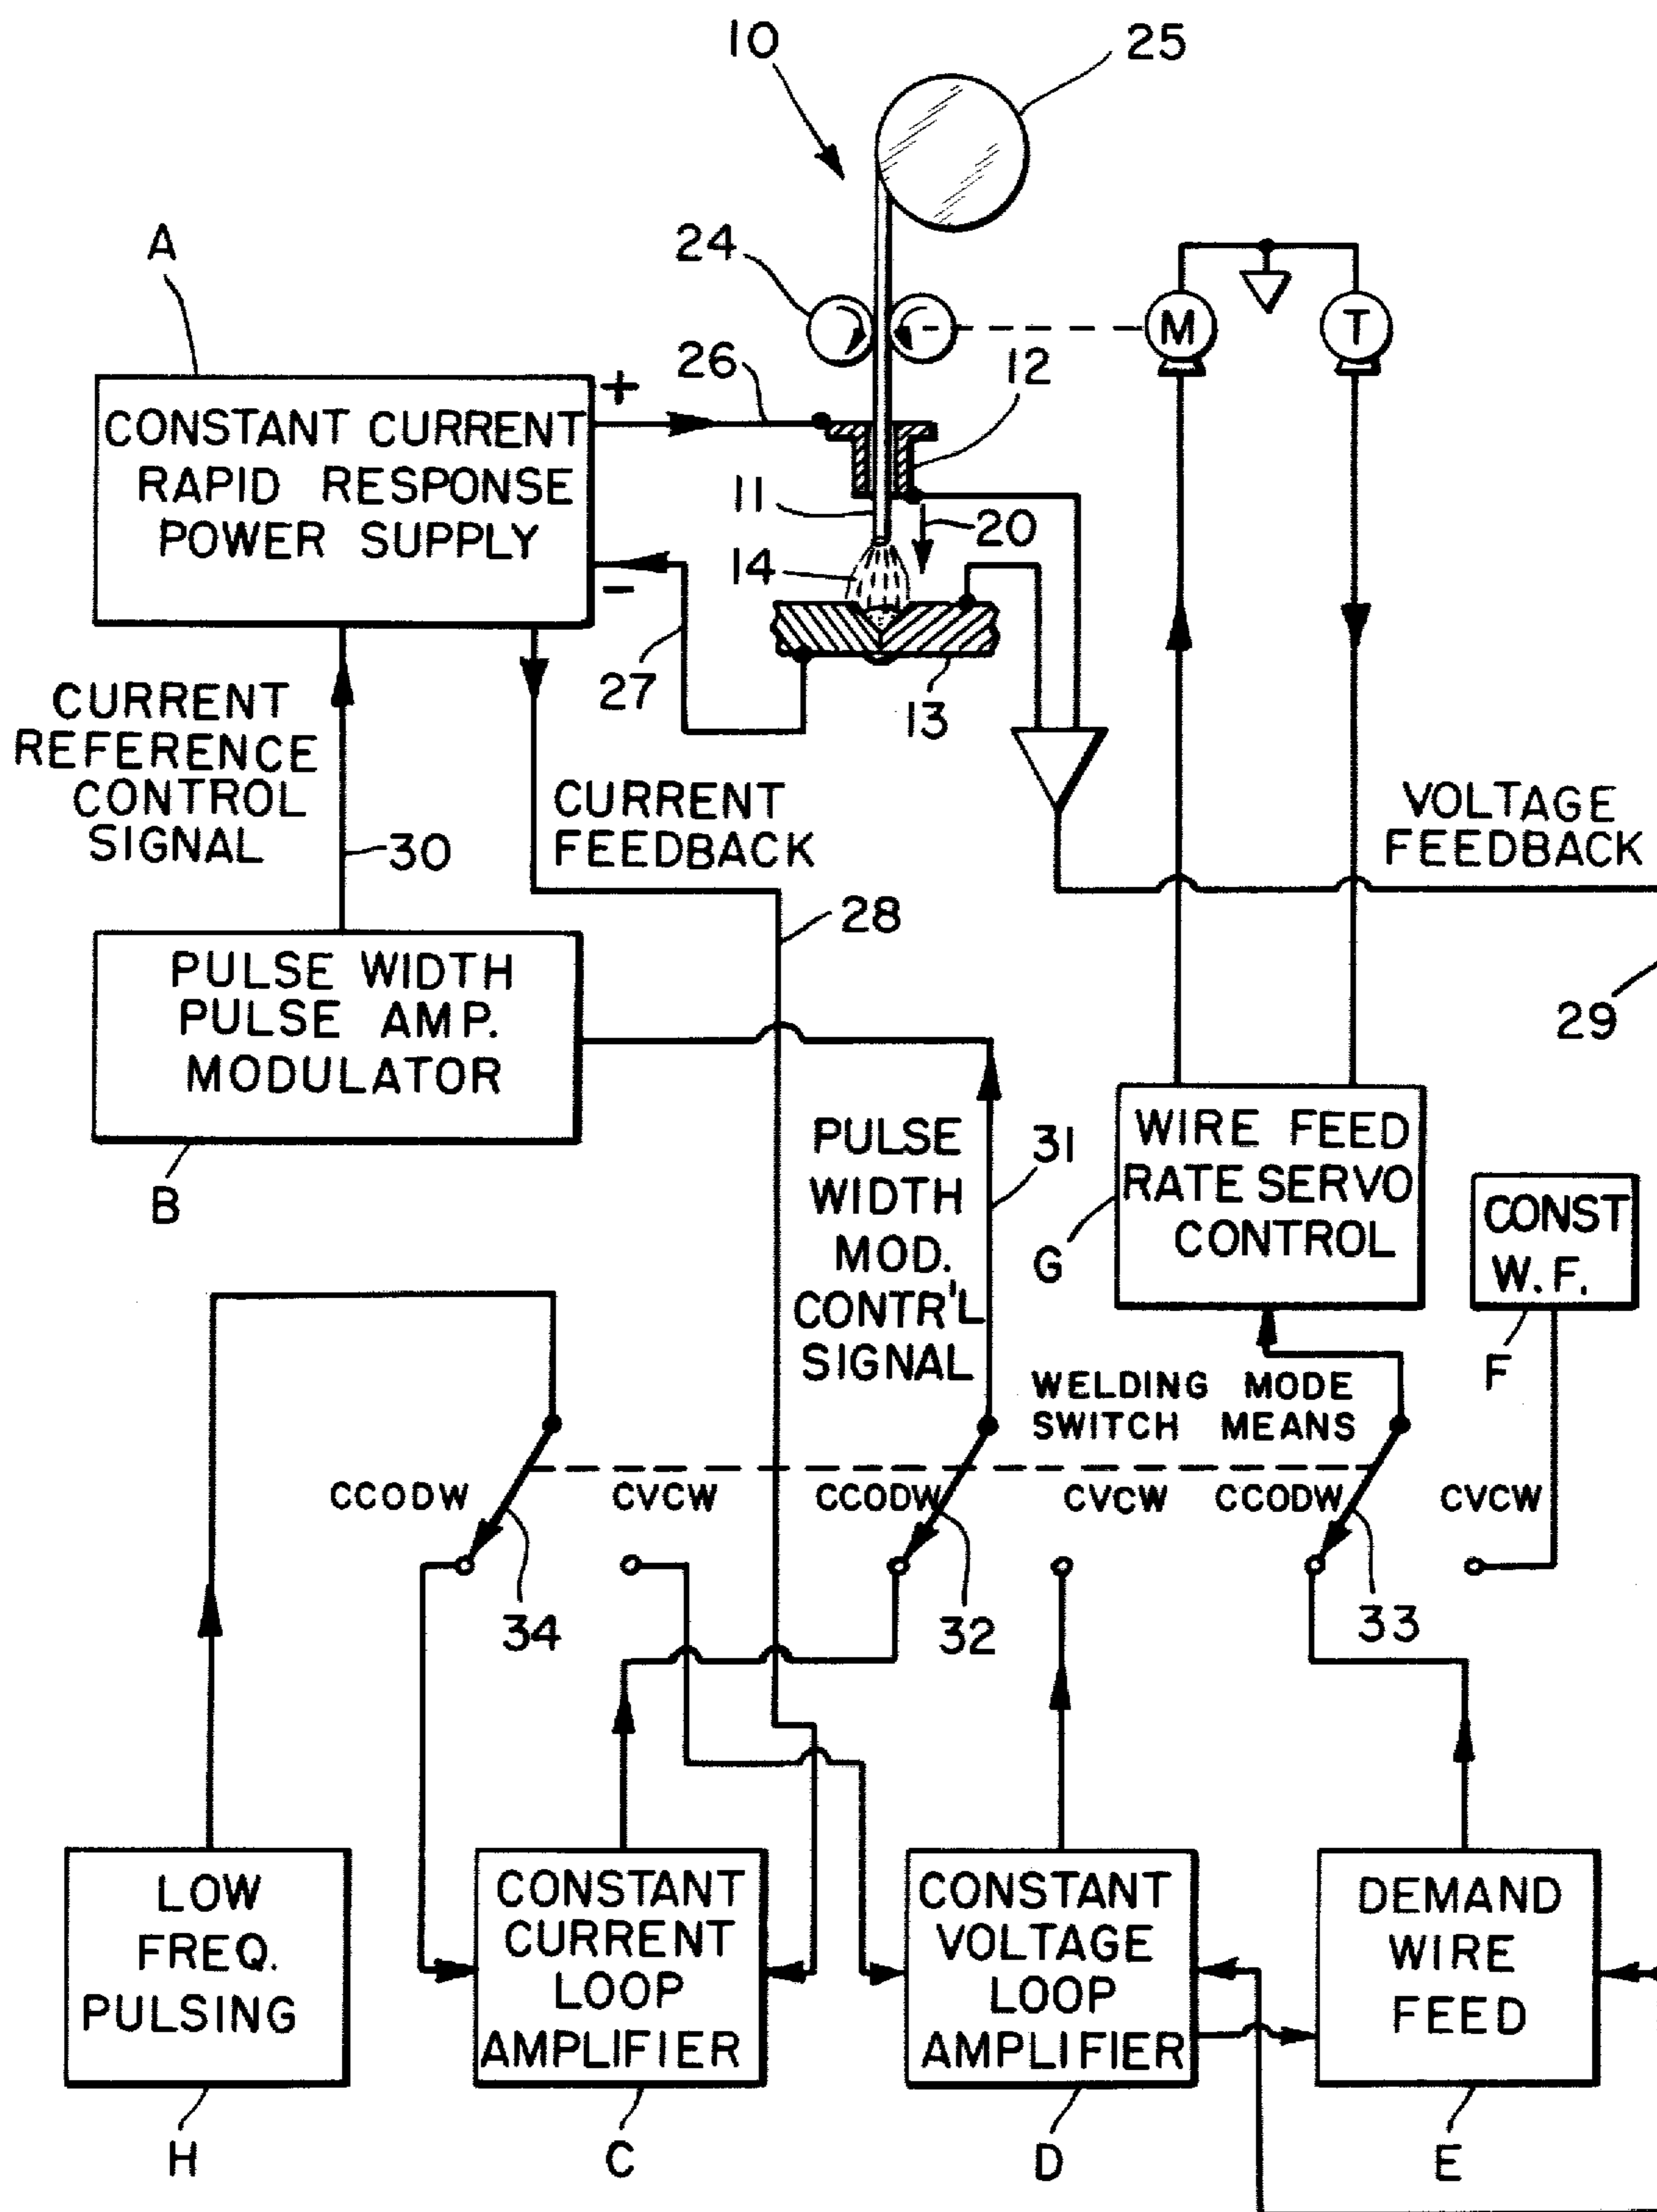 10
25
A
24
M
T
26
12
+
CONSTANT CURRENT
RAPID RESPONSE
POWER SUPPLY
11
20
14
-
27
13
CURRENT
REFERENCE
CONTROL
SIGNAL
30
CURRENT
FEEDBACK
VOLTAGE
FEEDBACK
28
PULSE WIDTH
PULSE AMP.
MODULATOR
29
B
PULSE
WIDTH
MOD.
CONTR'L
SIGNAL
31
WIRE FEED
RATE SERVO
CONTROL
G
CONST
W.F.
F
WELDING MODE
SWITCH MEANS
CCODW
CVCW
CCODW
CVCW
CCODW
CVCW
34
32
33
LOW
FREQ.
PULSING
CONSTANT
CURRENT
LOOP
AMPLIFIER
CONSTANT
VOLTAGE
LOOP
AMPLIFIER
DEMAND
WIRE
FEED
H
C
D
E